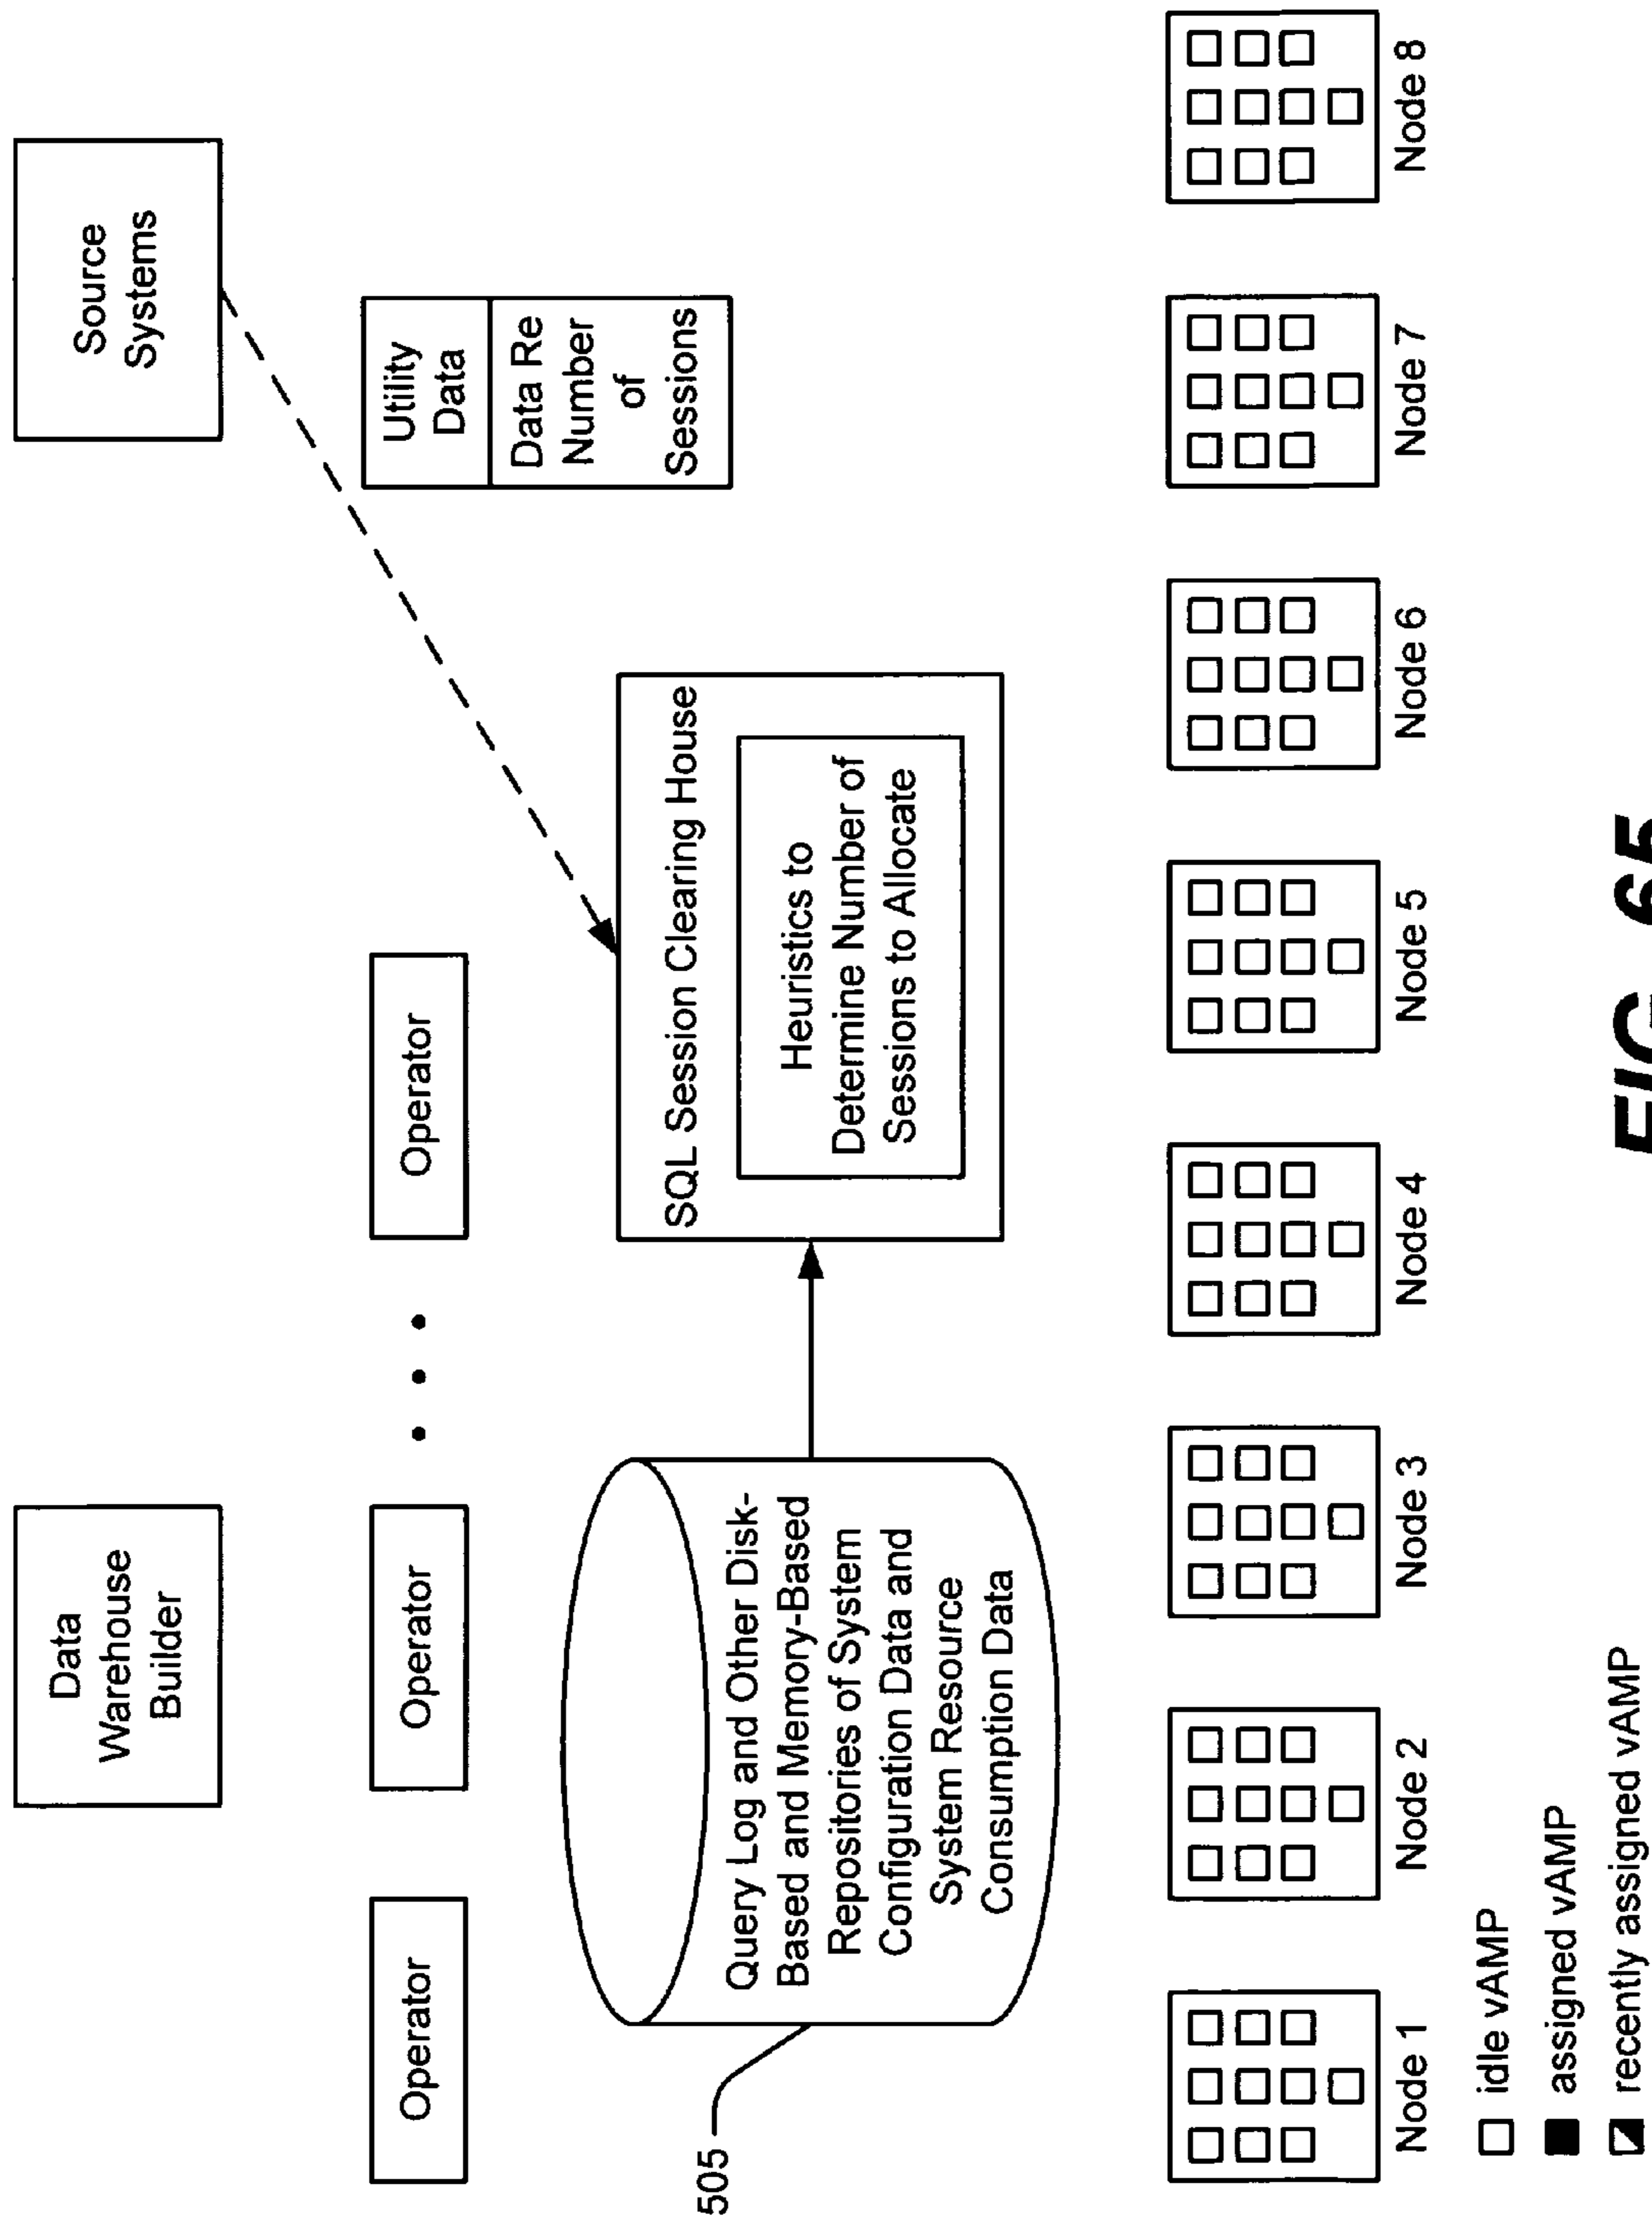 Data
Warehouse
Builder
Source
Systems
Operator
Operator
Operator
Utility
Data
Data Re
Number
of
Sessions
505
Query Log and Other Disk-
Based and Memory-Based
Repositories of System
Configuration Data and
System Resource
Consumption Data
SQL Session Clearing House
Heuristics to
Determine Number of
Sessions to Allocate
Node 1
Node 2
Node 3
Node 4
Node 5
Node 6
Node 7
Node 8
idle vAMP
assigned vAMP
recently assigned vAMP
FIG. 65